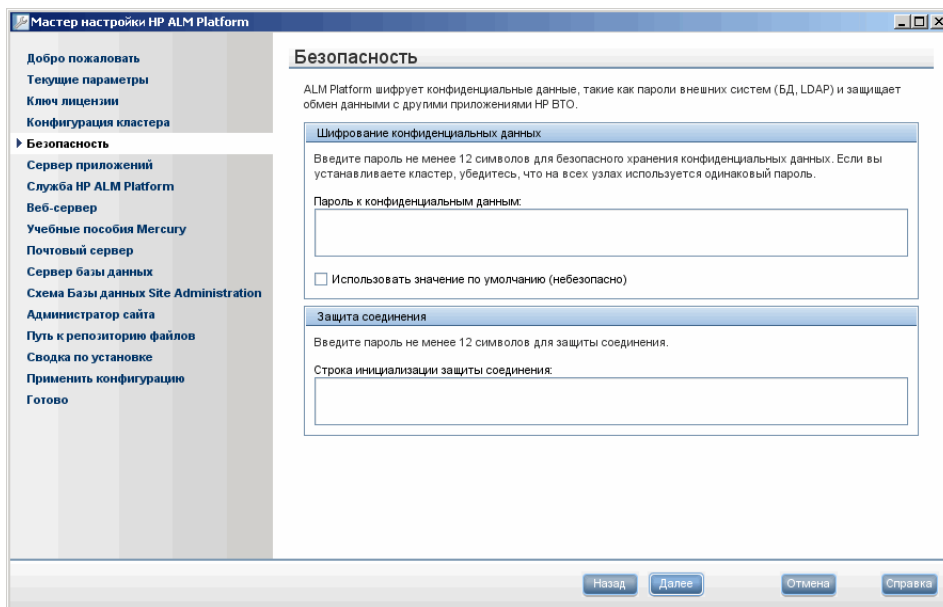 Мастер настройки HP ALM Platform
Добро пожаловать
Текущие параметры
Ключ лицензии
Конфигурация кластера
Безопасность
Сервер приложений
Служба HP ALM Platform
Веб-сервер
Учебные пособия Mercury
Почтовый сервер
Сервер базы данных
Схема Базы данных Site Administration
Администратор сайта
Путь к репозиторию файлов
Сводка по установке
Применить конфигурацию
Готово
Безопасность
ALM Platform шифрует конфиденциальные данные, такие как пароли внешних систем (БД, LDAP) и защищает
обмен данными с другими приложениями HP BTO.
Шифрование конфиденциальных данных
Введите пароль не менее 12 символов для безопасного хранения конфиденциальных данных. Если вы
устанавливаете кластер, убедитесь, что на всех узлах используется одинаковый пароль.
Пароль к конфиденциальным данным:
Использовать значение по умолчанию (небезопасно)
Защита соединения
Введите пароль не менее 12 символов для защиты соединения.
Строка инициализации защиты соединения:
Назад
Далее
Отмена
Справка